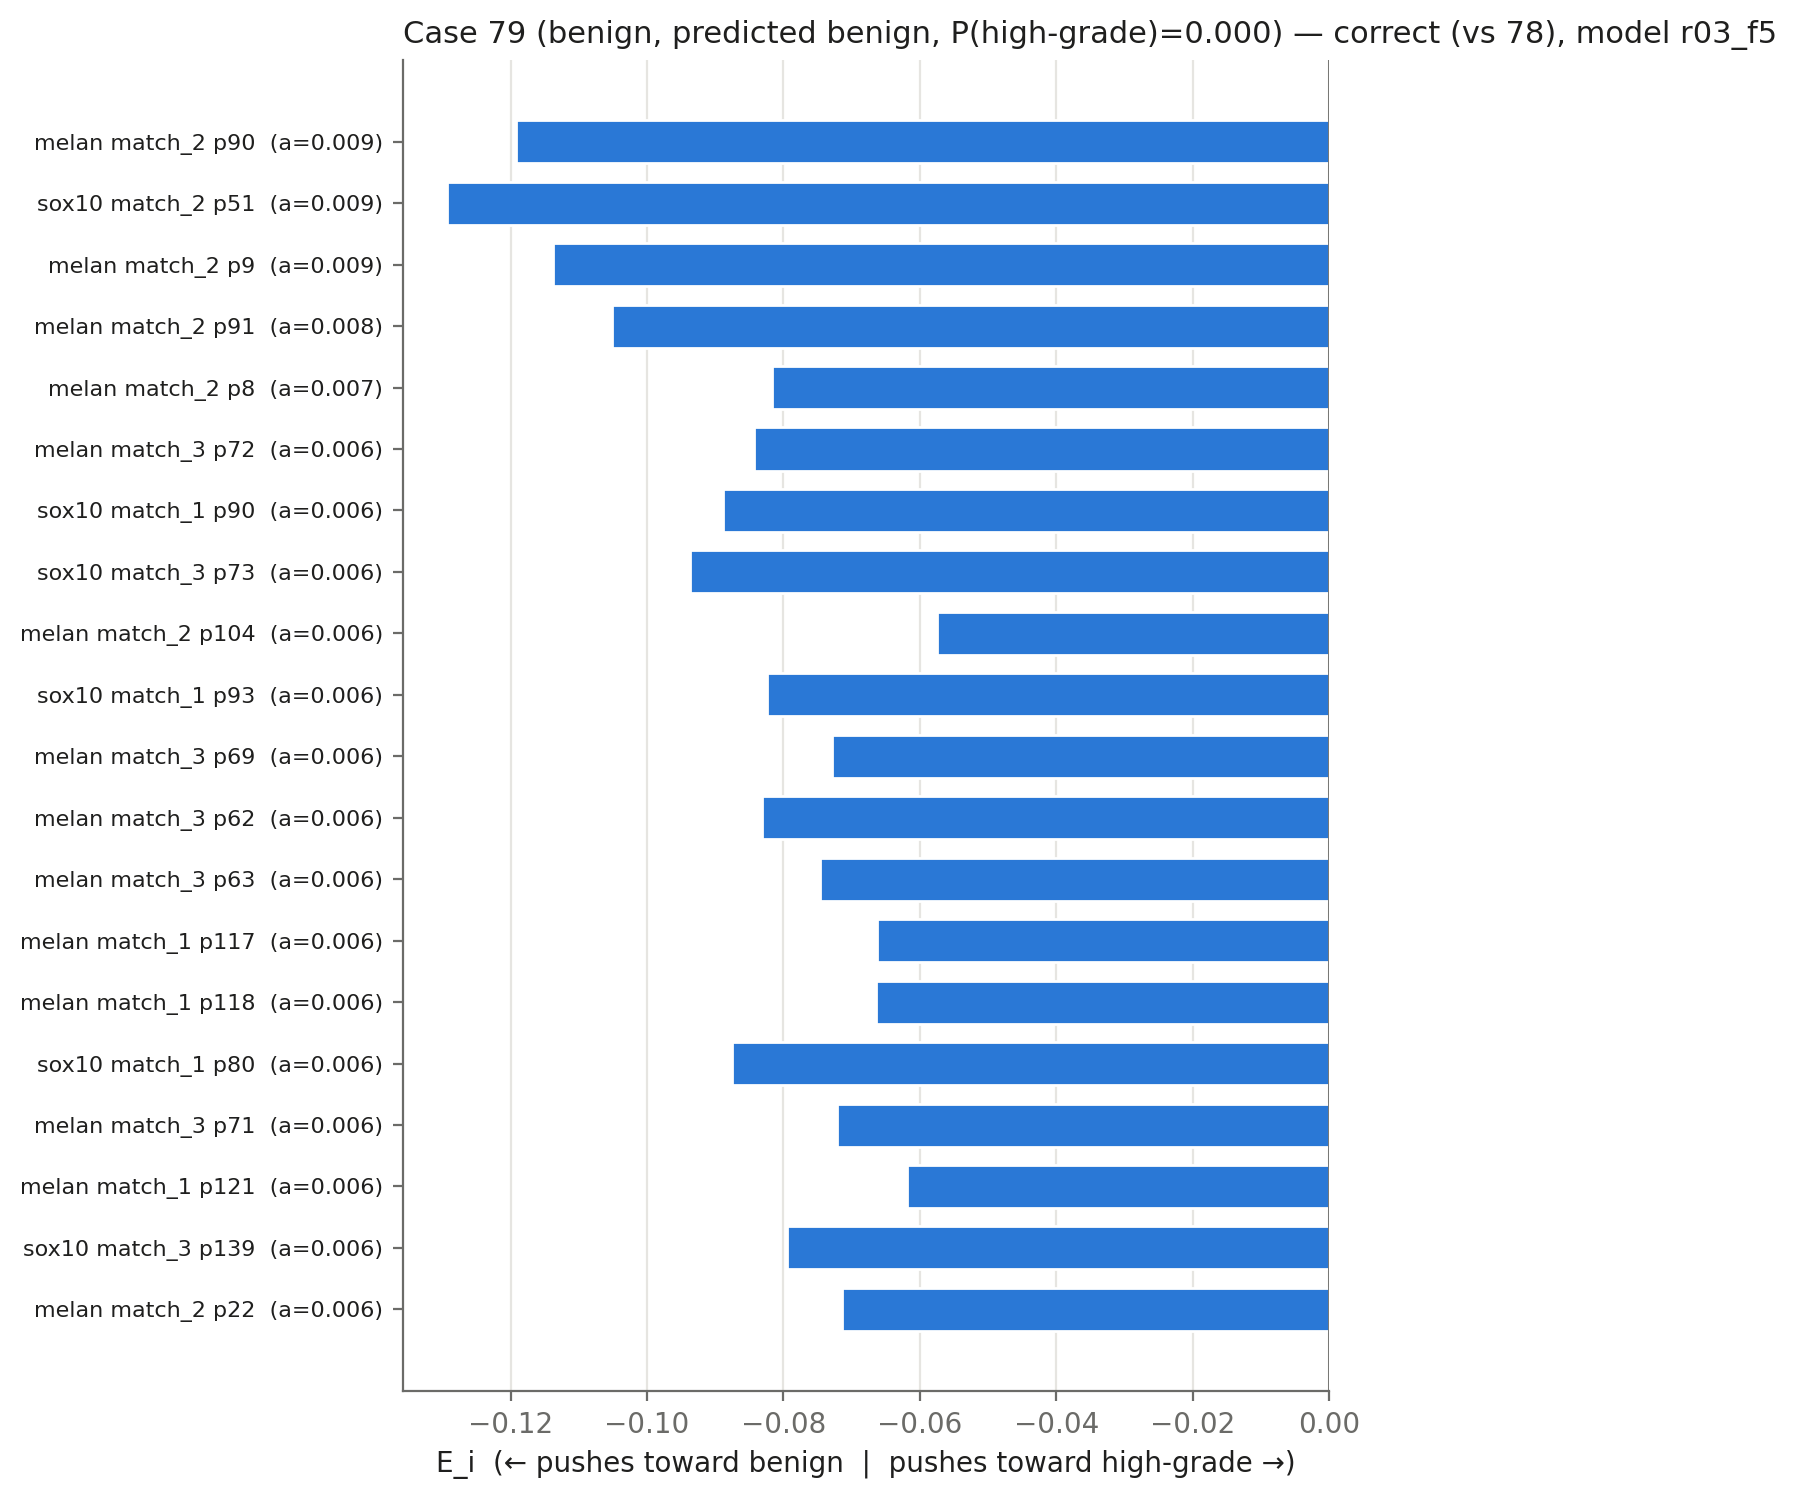 Case 79 (benign, predicted benign, P(high-grade)=0.000) — correct (vs 78), model r03_f5
melan match_2 p90  (a=0.009)
sox10 match_2 p51  (a=0.009)
melan match_2 p9  (a=0.009)
melan match_2 p91  (a=0.008)
melan match_2 p8  (a=0.007)
melan match_3 p72  (a=0.006)
sox10 match_1 p90  (a=0.006)
sox10 match_3 p73  (a=0.006)
melan match_2 p104  (a=0.006)
sox10 match_1 p93  (a=0.006)
melan match_3 p69  (a=0.006)
melan match_3 p62  (a=0.006)
melan match_3 p63  (a=0.006)
melan match_1 p117  (a=0.006)
melan match_1 p118  (a=0.006)
sox10 match_1 p80  (a=0.006)
melan match_3 p71  (a=0.006)
melan match_1 p121  (a=0.006)
sox10 match_3 p139  (a=0.006)
melan match_2 p22  (a=0.006)
−0.12 −0.10 −0.08 −0.06 −0.04 −0.02 0.00
E_i  (← pushes toward benign  |  pushes toward high-grade →)